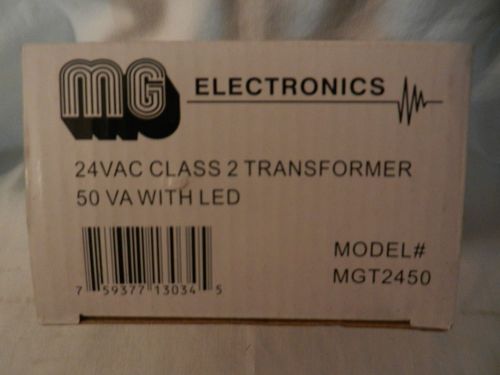 MG ELECTRONICS
24VAC CLASS 2 TRANSFORMER
50 VA WITH LED
MODEL#
MGT2450
7 59377 13034 5